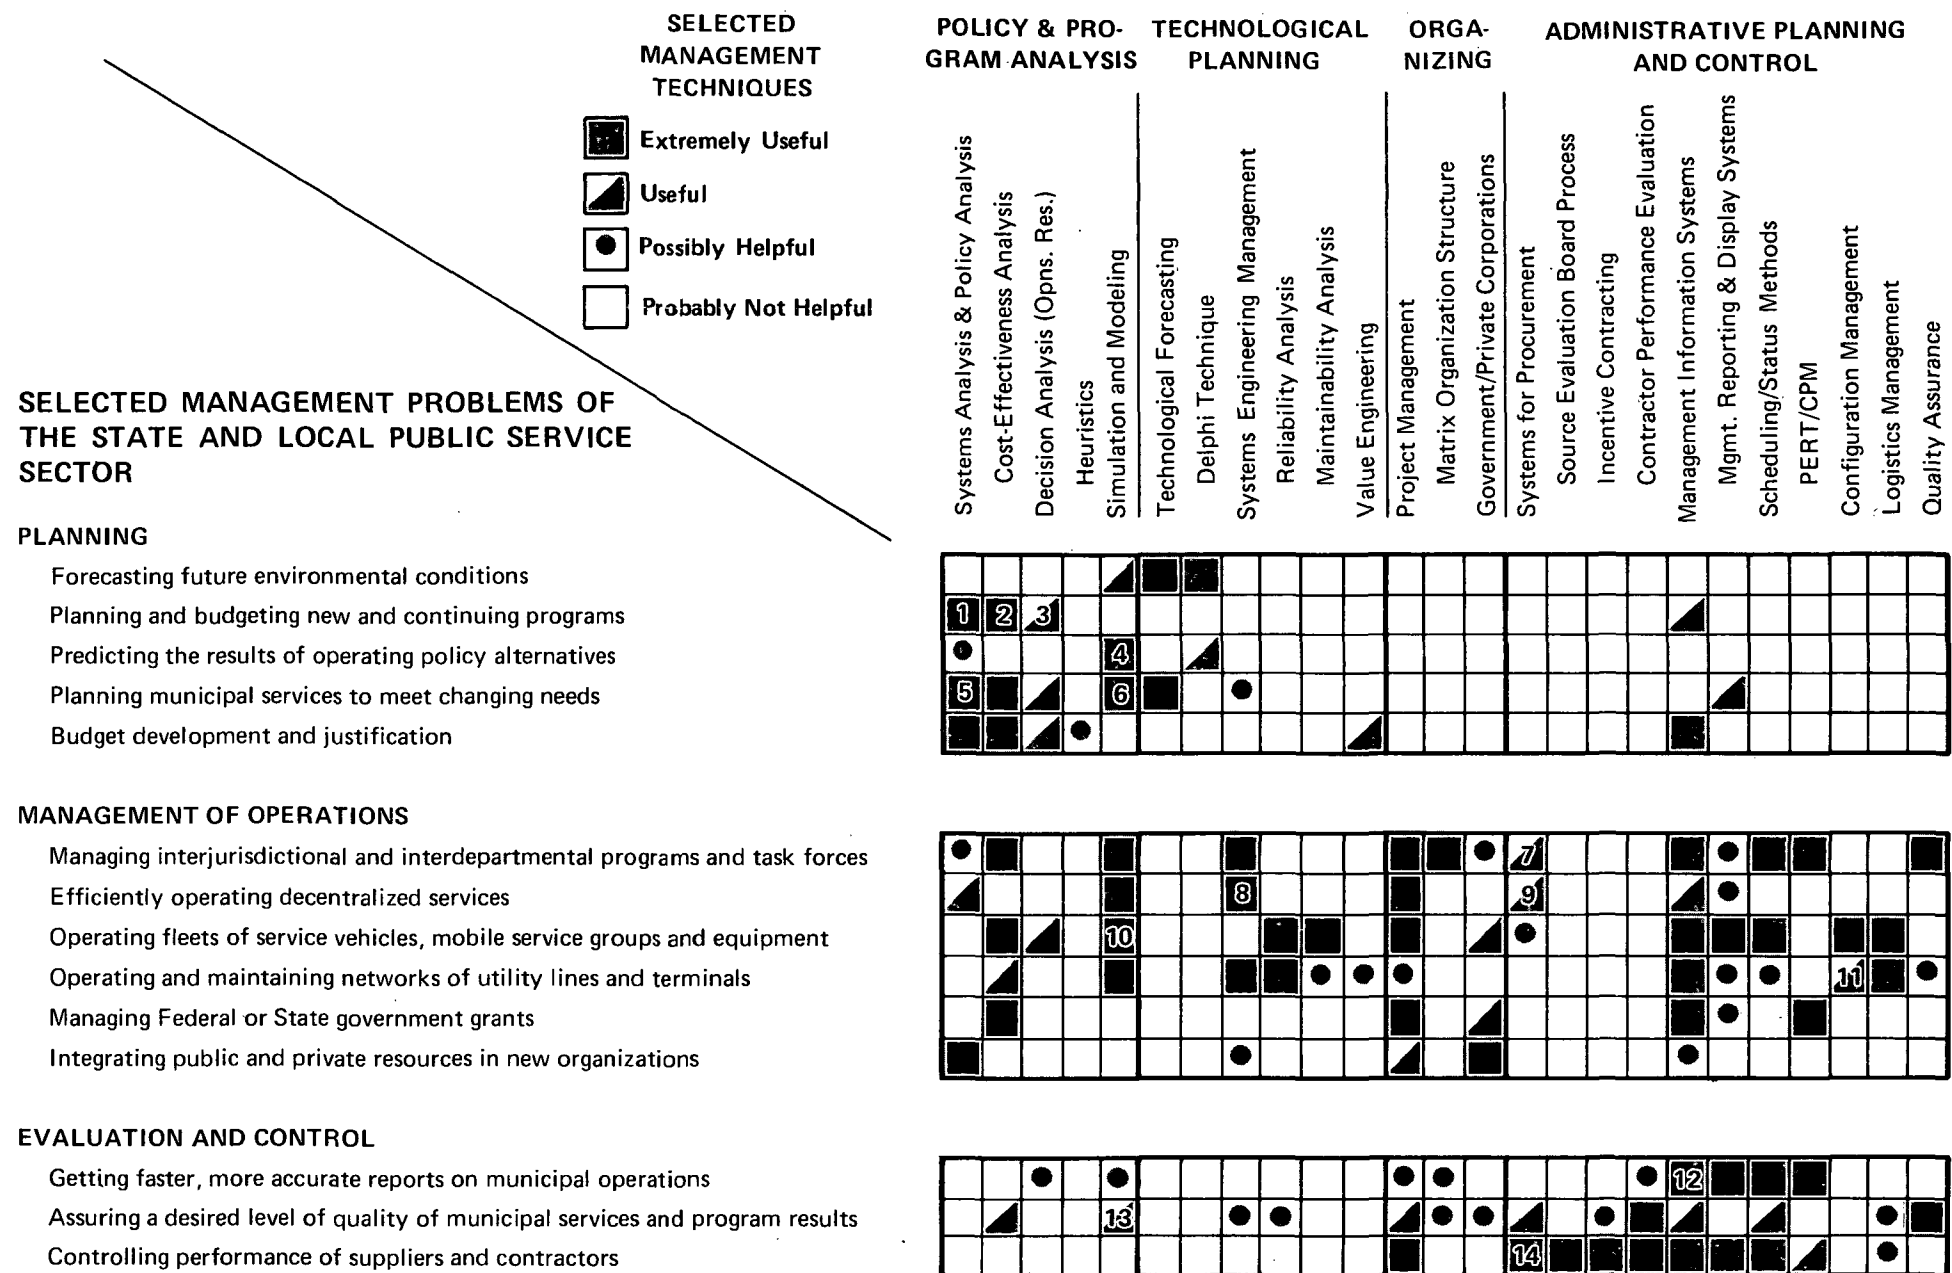 SELECTED
MANAGEMENT
TECHNIQUES
Extremely Useful
Useful
Possibly Helpful
Probably Not Helpful
POLICY & PRO-
GRAM ANALYSIS
TECHNOLOGICAL
PLANNING
ORGA-
NIZING
ADMINISTRATIVE PLANNING
AND CONTROL
Systems Analysis & Policy Analysis
Cost-Effectiveness Analysis
Decision Analysis (Opns. Res.)
Heuristics
Simulation and Modeling
Technological Forecasting
Delphi Technique
Systems Engineering Management
Reliability Analysis
Maintainability Analysis
Value Engineering
Project Management
Matrix Organization Structure
Government/Private Corporations
Systems for Procurement
Source Evaluation Board Process
Incentive Contracting
Contractor Performance Evaluation
Management Information Systems
Mgmt. Reporting & Display Systems
Scheduling/Status Methods
PERT/CPM
Configuration Management
Logistics Management
Quality Assurance
SELECTED MANAGEMENT PROBLEMS OF
THE STATE AND LOCAL PUBLIC SERVICE
SECTOR
PLANNING
Forecasting future environmental conditions
Planning and budgeting new and continuing programs
1 2 3
Predicting the results of operating policy alternatives
4
Planning municipal services to meet changing needs
5 6
Budget development and justification
MANAGEMENT OF OPERATIONS
Managing interjurisdictional and interdepartmental programs and task forces
7
Efficiently operating decentralized services
8 9
Operating fleets of service vehicles, mobile service groups and equipment
10
Operating and maintaining networks of utility lines and terminals
11
Managing Federal or State government grants
Integrating public and private resources in new organizations
EVALUATION AND CONTROL
Getting faster, more accurate reports on municipal operations
12
Assuring a desired level of quality of municipal services and program results
13
Controlling performance of suppliers and contractors
14